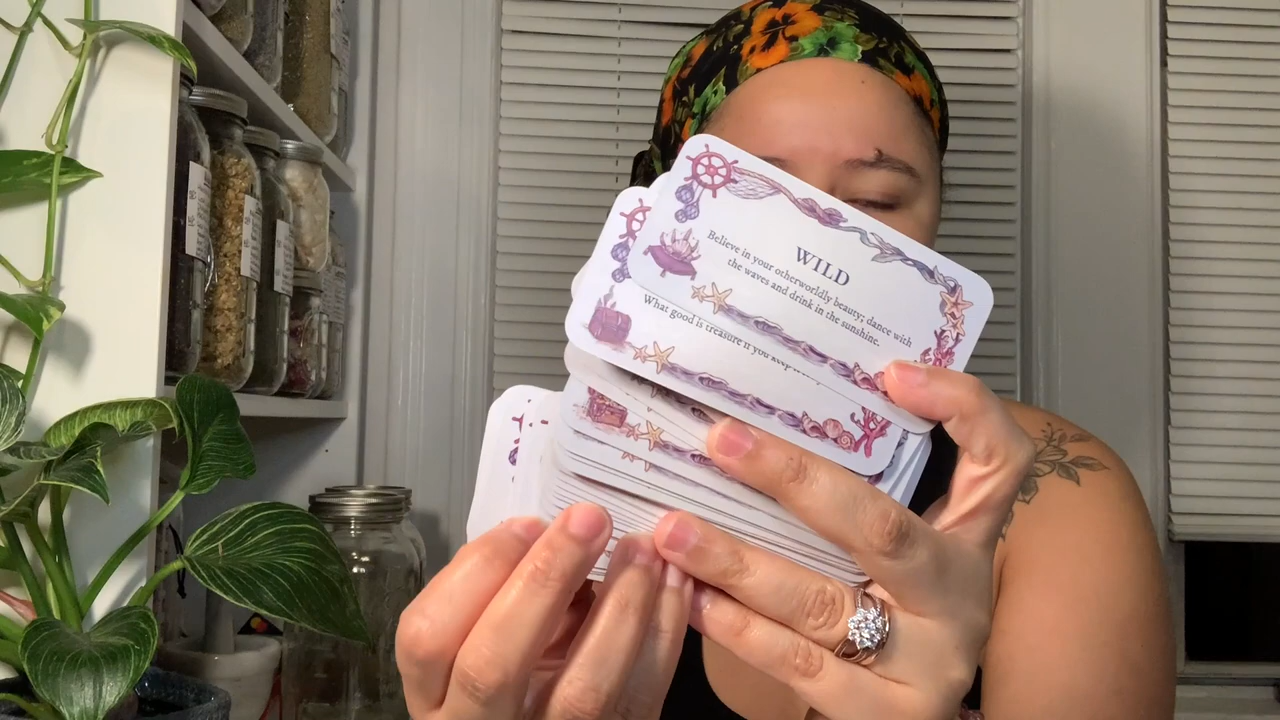 WILD
Believe in your otherworldly beauty; dance with
the waves and drink in the sunshine.
What good is treasure if you keep